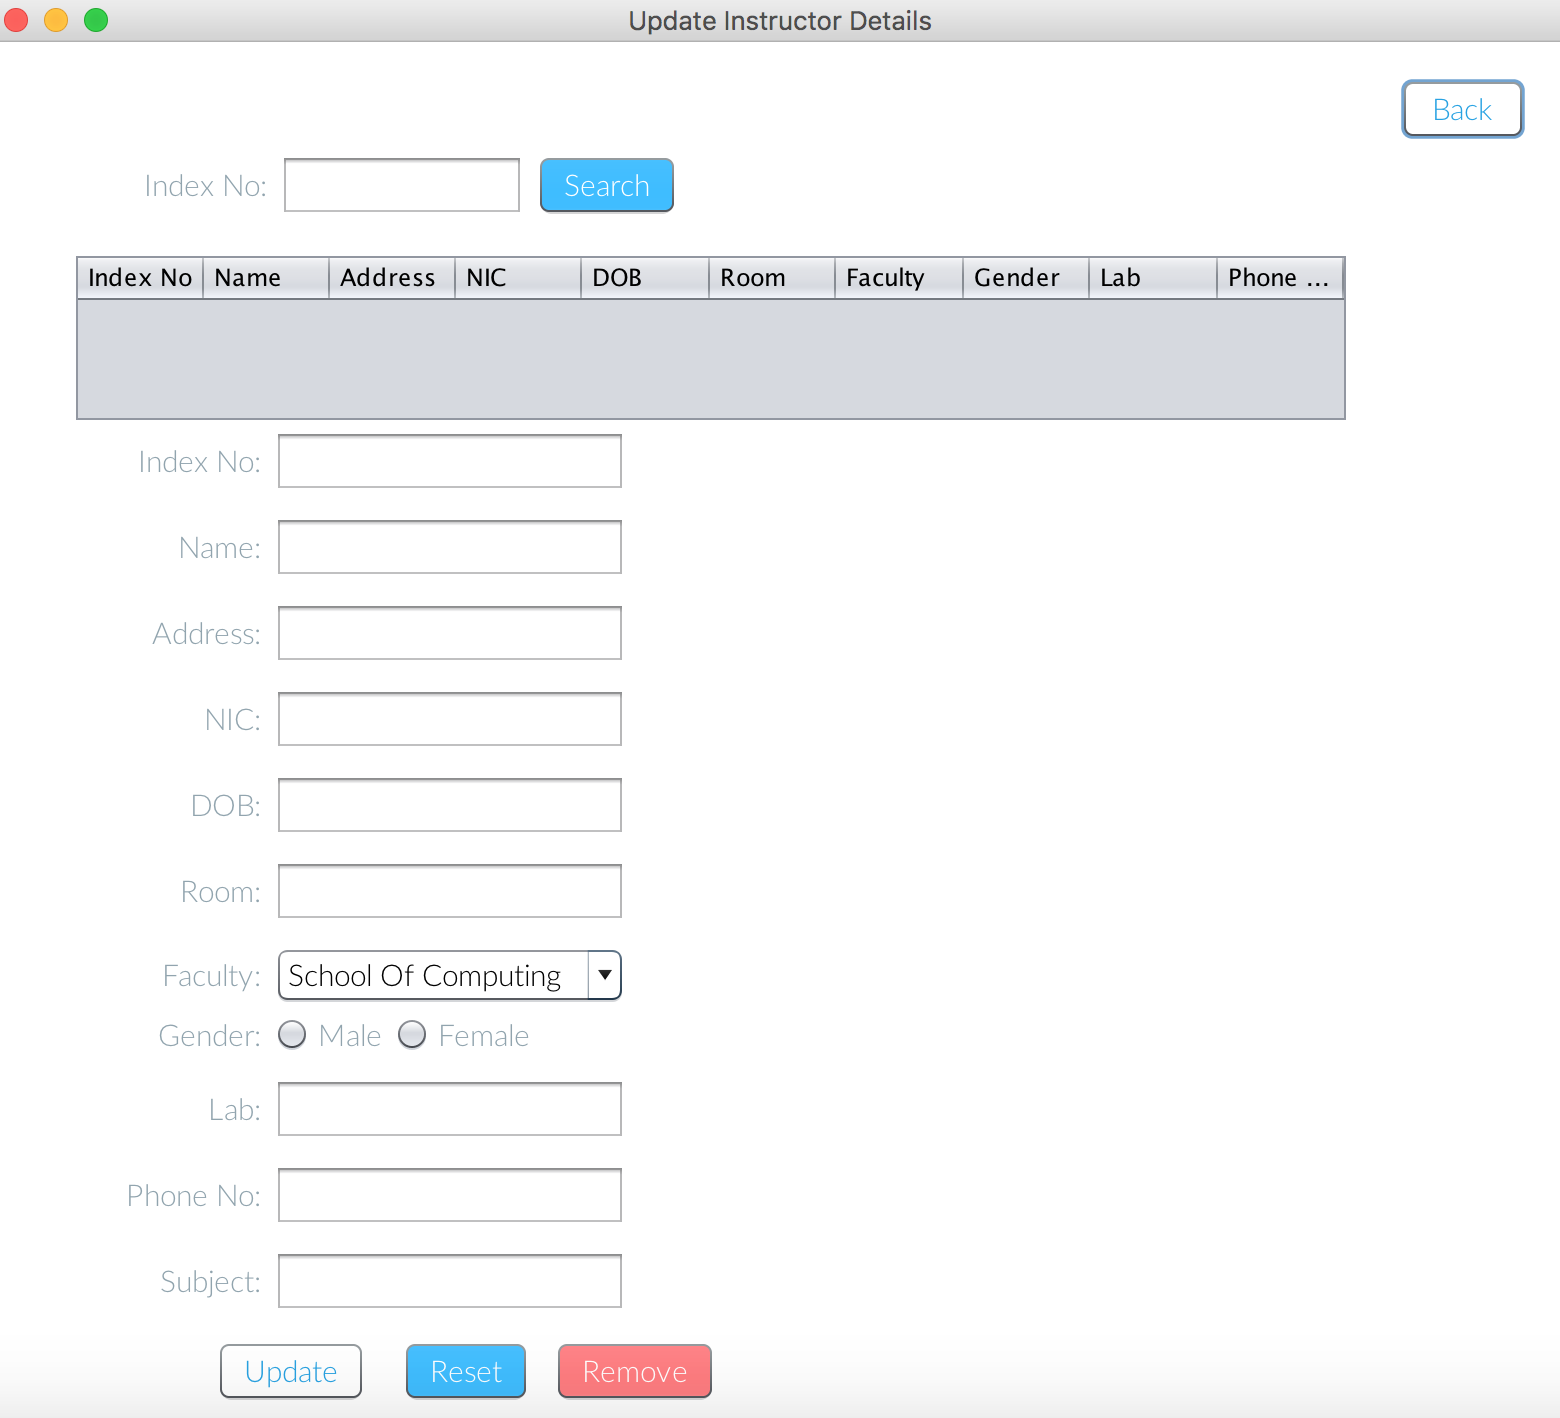 Update Instructor Details
Back
Index No: Search
Index No Name Address NIC DOB Room Faculty Gender Lab Phone ...
Index No:
Name:
Address:
NIC:
DOB:
Room:
Faculty: School Of Computing
Gender: Male Female
Lab:
Phone No:
Subject:
Update Reset Remove